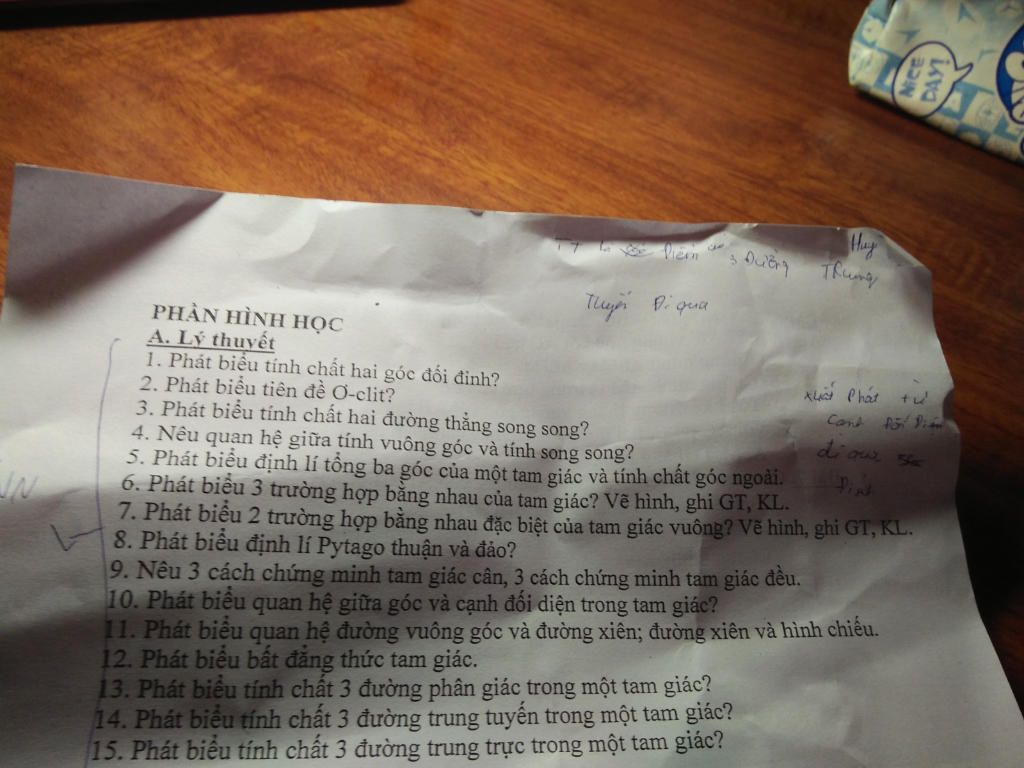 NICE
DAY!
Huy
3 Đường Trung
Tuyến Đi qua
PHẦN HÌNH HỌC
A. Lý thuyết
1. Phát biểu tính chất hai góc đối đỉnh?
2. Phát biểu tiên đề Ơ-clit?
3. Phát biểu tính chất hai đường thẳng song song?
4. Nêu quan hệ giữa tính vuông góc và tính song song?
5. Phát biểu định lí tổng ba góc của một tam giác và tính chất góc ngoài.
6. Phát biểu 3 trường hợp bằng nhau của tam giác? Vẽ hình, ghi GT, KL.
7. Phát biểu 2 trường hợp bằng nhau đặc biệt của tam giác vuông? Vẽ hình, ghi GT, KL.
8. Phát biểu định lí Pytago thuận và đảo?
9. Nêu 3 cách chứng minh tam giác cân, 3 cách chứng minh tam giác đều.
10. Phát biểu quan hệ giữa góc và cạnh đối diện trong tam giác?
11. Phát biểu quan hệ đường vuông góc và đường xiên; đường xiên và hình chiếu.
12. Phát biểu bất đẳng thức tam giác.
13. Phát biểu tính chất 3 đường phân giác trong một tam giác?
14. Phát biểu tính chất 3 đường trung tuyến trong một tam giác?
15. Phát biểu tính chất 3 đường trung trực trong một tam giác?
xuất Phát từ
Cạnh Đối Diện
đi qua
Đỉnh